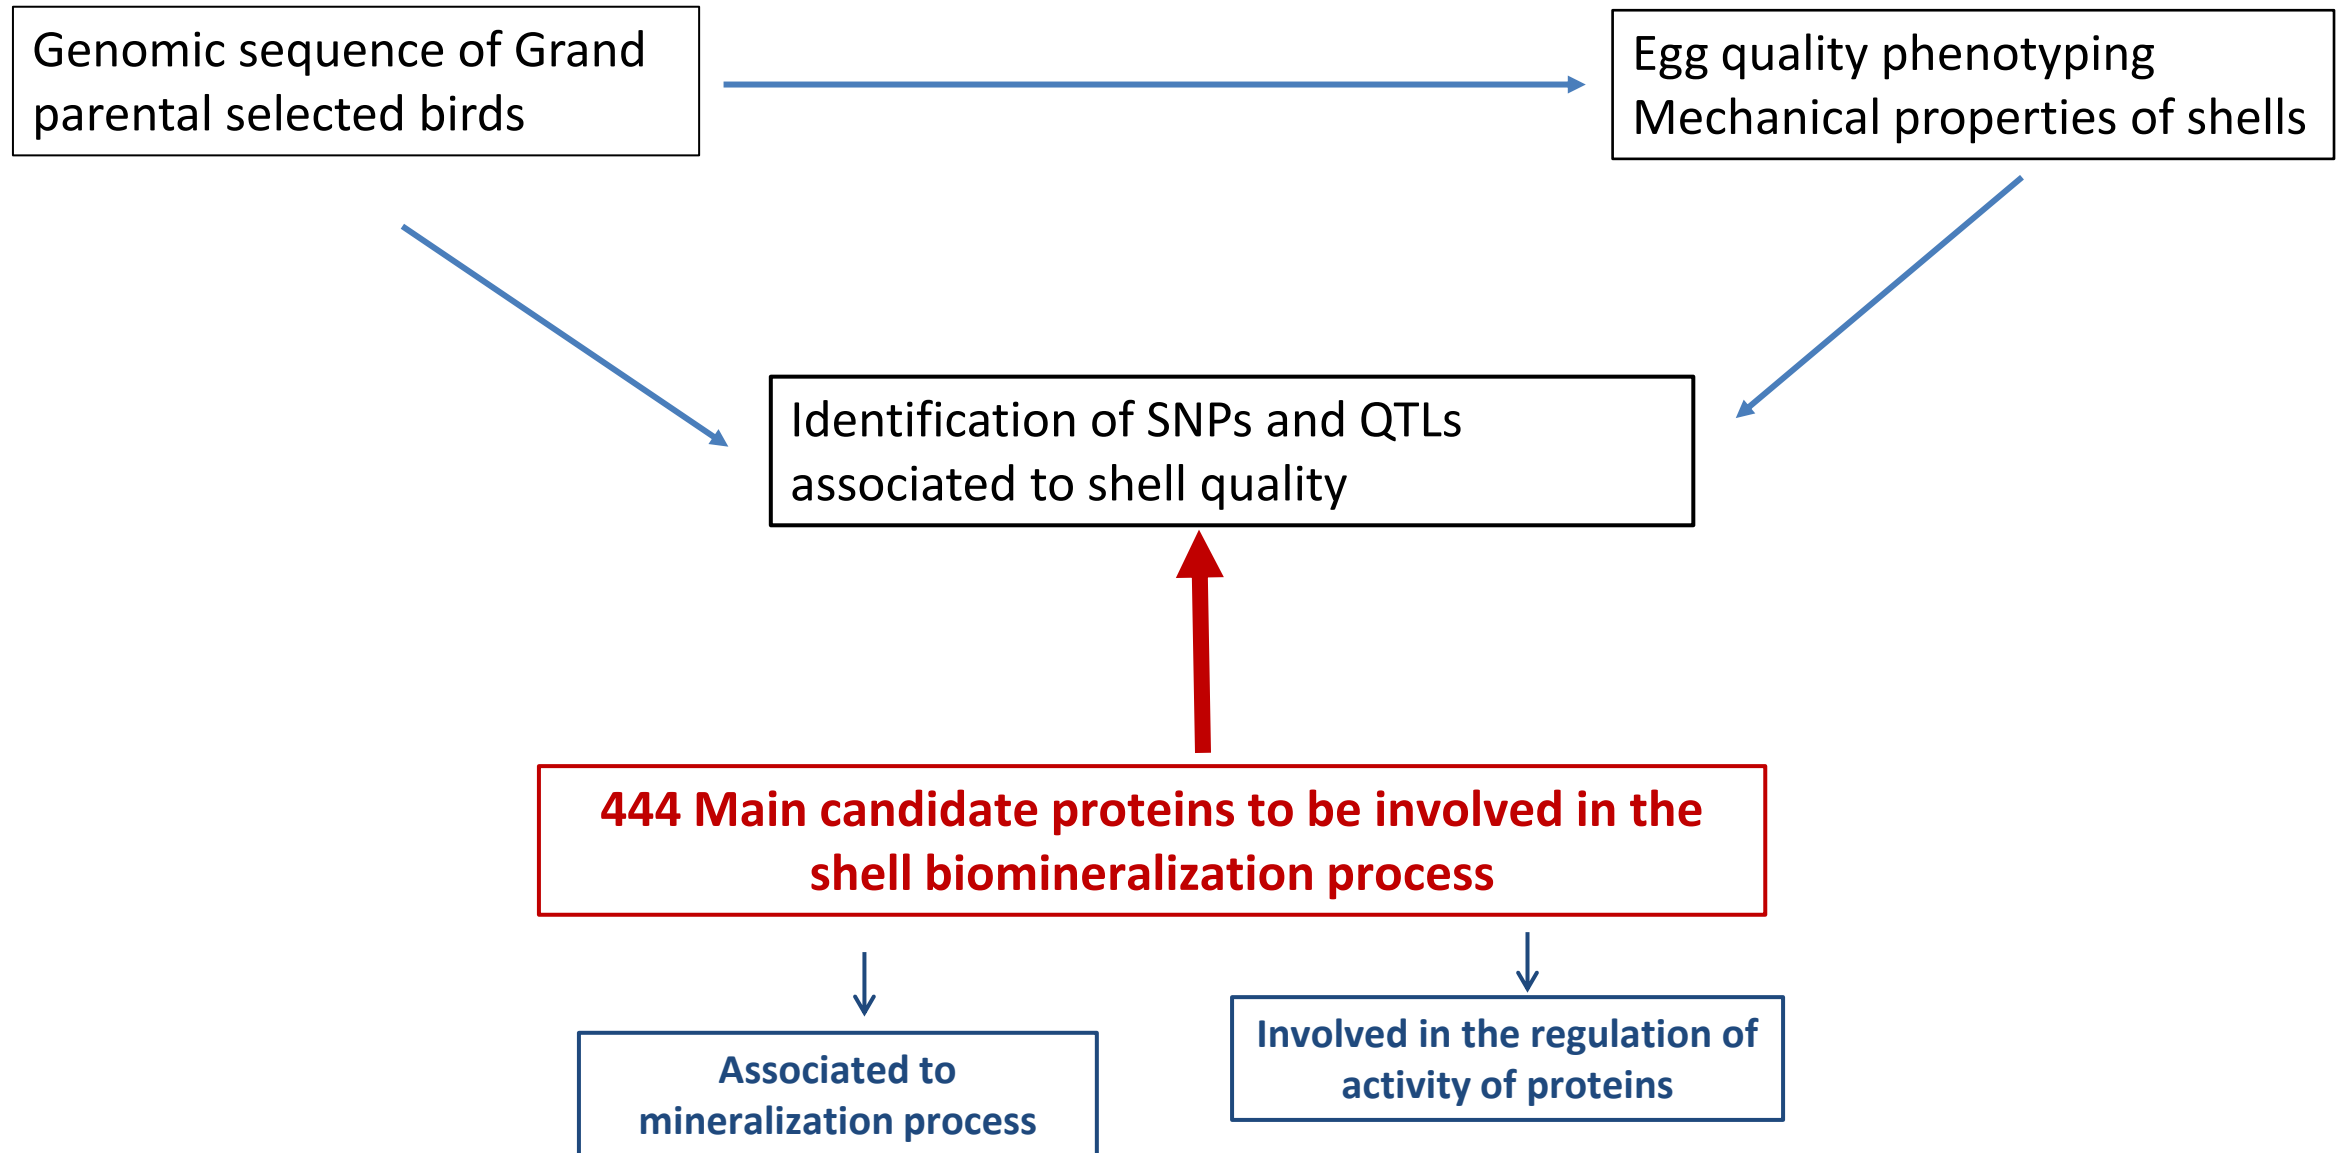 Genomic sequence of Grand
parental selected birds
Egg quality phenotyping
Mechanical properties of shells
Identification of SNPs and QTLs
associated to shell quality
444 Main candidate proteins to be involved in the
shell biomineralization process
Associated to
mineralization process
Involved in the regulation of
activity of proteins